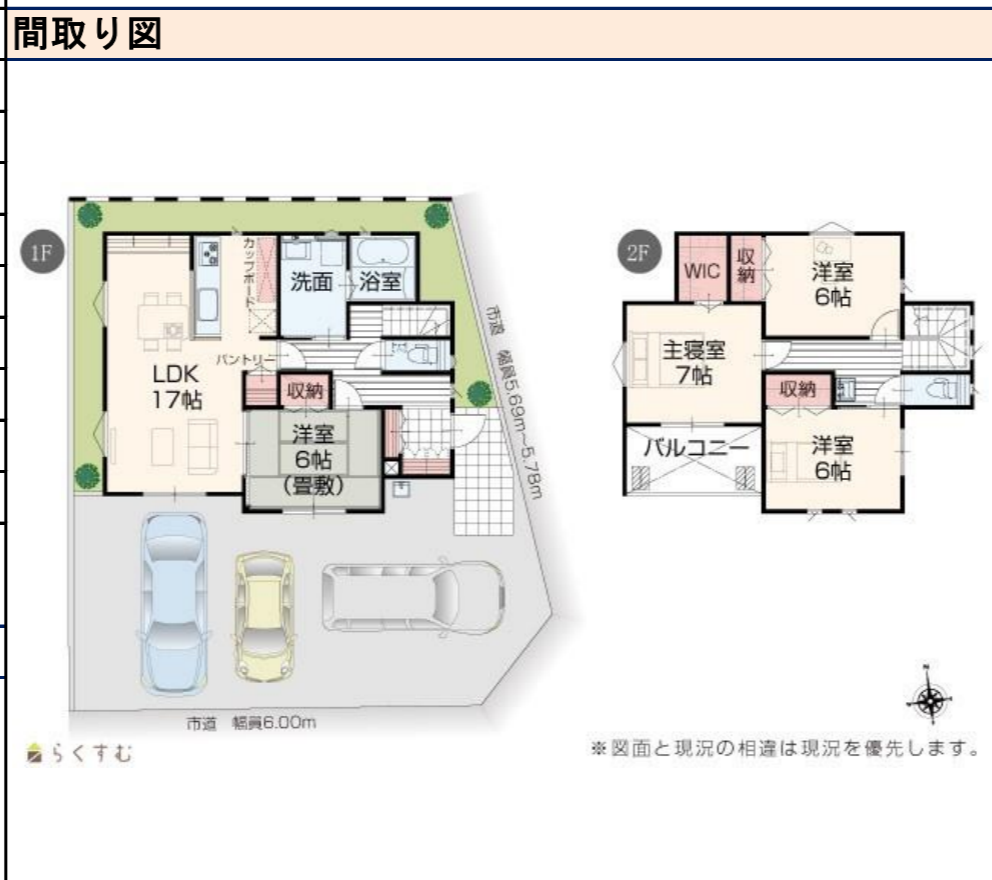 間取り図
1F
カップボード
洗面
浴室
パントリー
LDK
17帖
収納
洋室
6帖
(畳敷)
市道 幅員5.69m~5.78m
市道 幅員6.00m
らくすむ
2F
WIC
収納
洋室
6帖
主寝室
7帖
収納
バルコニー
洋室
6帖
N
※図面と現況の相違は現況を優先します。